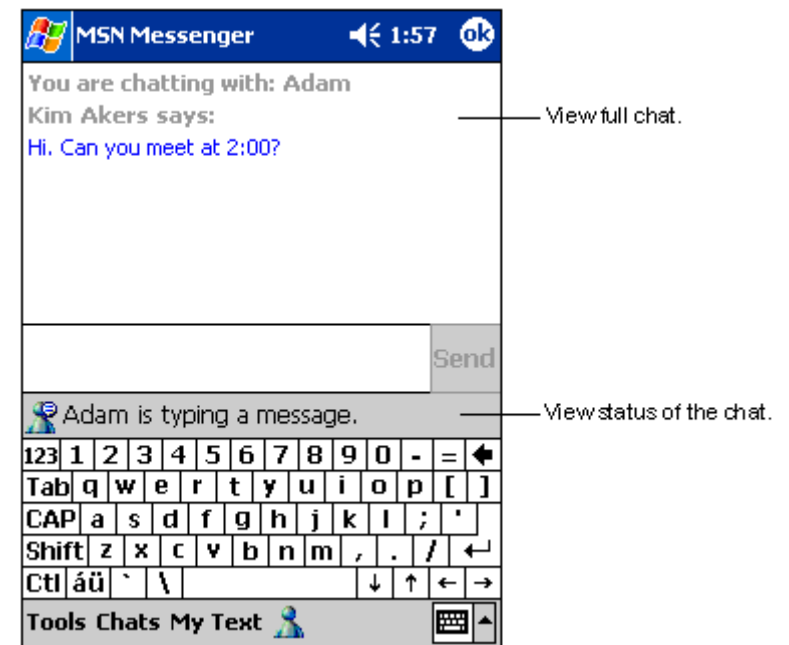 MSN Messenger 1:57 ok
You are chatting with: Adam
Kim Akers says:
View full chat.
Hi. Can you meet at 2:00?
Send
Adam is typing a message.
View status of the chat.
123 1 2 3 4 5 6 7 8 9 0 - = 
Tab q w e r t y u i o p [ ]
CAP a s d f g h j k l ; '
Shift z x c v b n m , . / ↵
Ctl áü ` \ ↓ ↑ ← →
Tools Chats My Text